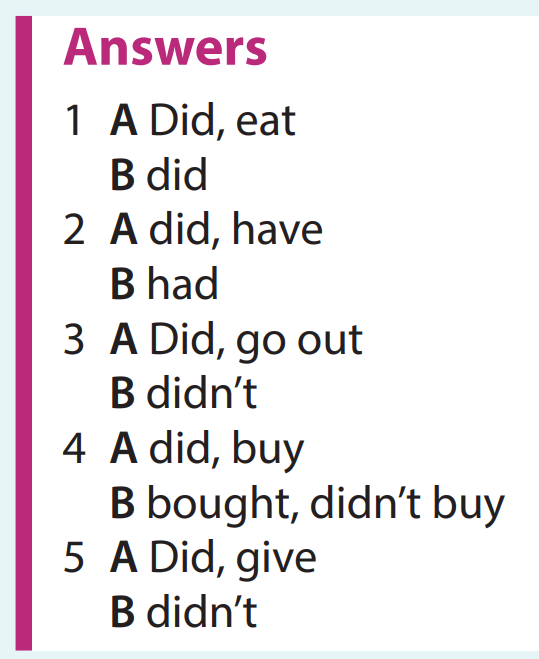 Answers
1 A Did, eat
B did
2 A did, have
B had
3 A Did, go out
B didn’t
4 A did, buy
B bought, didn’t buy
5 A Did, give
B didn’t